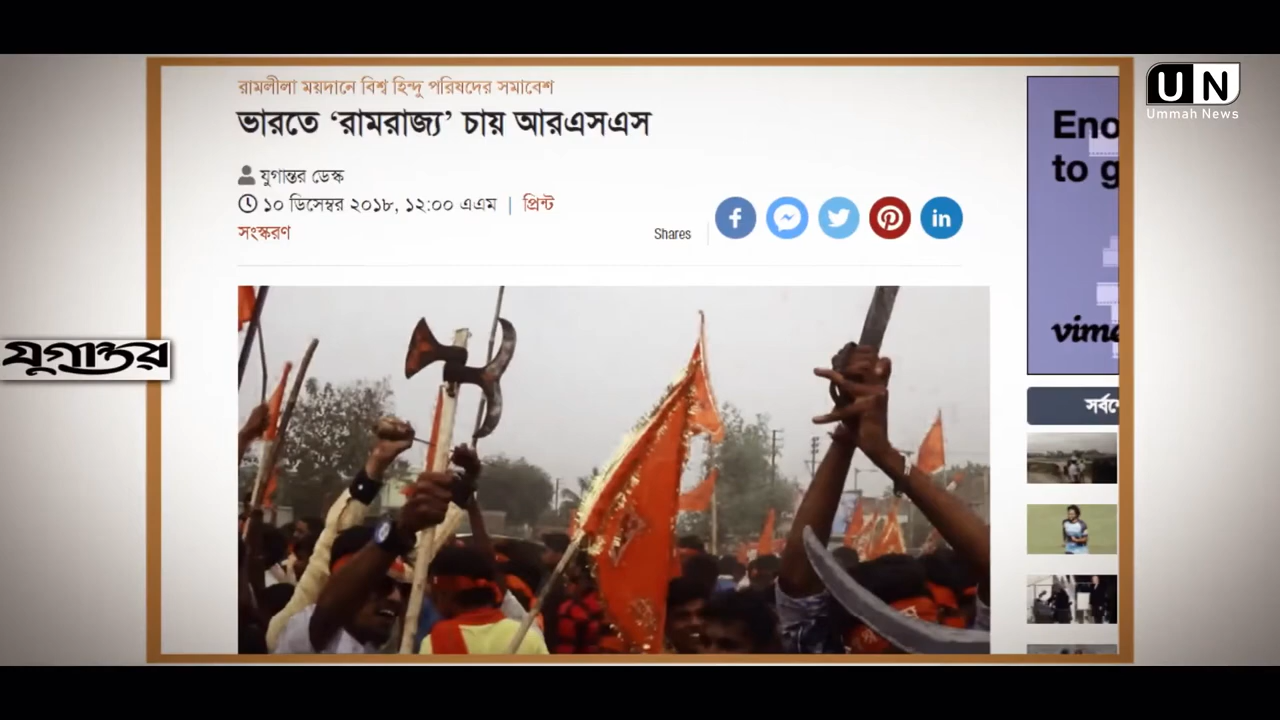 রামলীলা ময়দানে বিশ্ব হিন্দু পরিষদের সমাবেশ
ভারতে ‘রামরাজ্য’ চায় আরএসএস
যুগান্তর ডেস্ক
১০ ডিসেম্বর ২০১৮, ১২:০০ এএম | প্রিন্ট
সংস্করণ
Shares
UN
Ummah News
to g
যুগান্তর